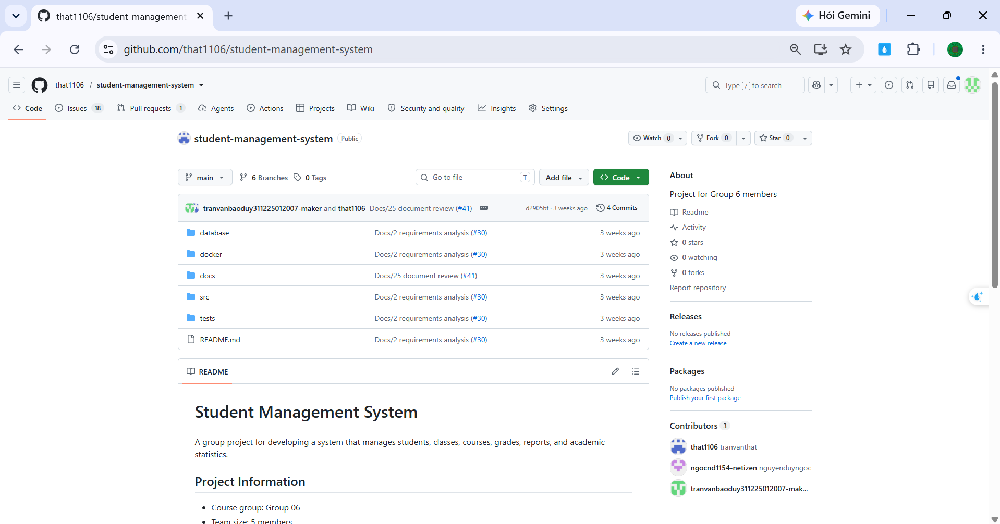 that1106/student-management
Hỏi Gemini
github.com/that1106/student-management-system
that1106 / student-management-system
Type / to search
Code
Issues 18
Pull requests 1
Agents
Actions
Projects
Wiki
Security and quality
Insights
Settings
student-management-system Public
Watch 0
Fork 0
Star 0
main
6 Branches
0 Tags
Go to file T
Add file
Code
tranvanbaoduy311225012007-maker and that1106 Docs/25 document review (#41) d2905bf · 3 weeks ago 4 Commits
database Docs/2 requirements analysis (#30) 3 weeks ago
docker Docs/2 requirements analysis (#30) 3 weeks ago
docs Docs/25 document review (#41) 3 weeks ago
src Docs/2 requirements analysis (#30) 3 weeks ago
tests Docs/2 requirements analysis (#30) 3 weeks ago
README.md Docs/2 requirements analysis (#30) 3 weeks ago
README
Student Management System
A group project for developing a system that manages students, classes, courses, grades, reports, and academic
statistics.
Project Information
• Course group: Group 06
• Team size: 5 members
About
Project for Group 6 members
Readme
Activity
0 stars
0 watching
0 forks
Report repository
Releases
No releases published
Create a new release
Packages
No packages published
Publish your first package
Contributors 3
that1106 tranvanthat
ngocnd1154-netizen nguyenduyngoc
tranvanbaoduy311225012007-mak...